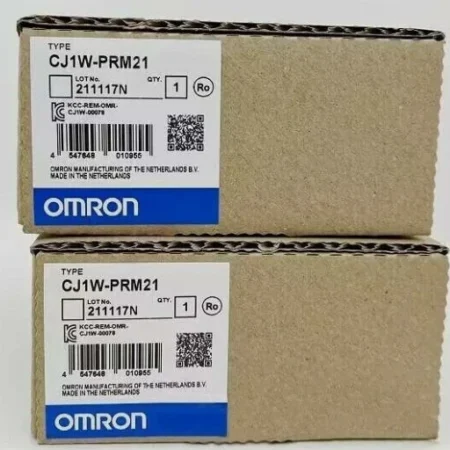 TYPE
CJ1W-PRM21
LOT No. QTY.
211117N 1 Ro
KCC-REM-OMR-
CJ1W-00078
4 547648 010955
OMRON MANUFACTURING OF THE NETHERLANDS B.V.
MADE IN THE NETHERLANDS
OMRON
TYPE
CJ1W-PRM21
LOT No. QTY.
211117N 1 Ro
KCC-REM-OMR-
CJ1W-00078
4 547648 010955
OMRON MANUFACTURING OF THE NETHERLANDS B.V.
MADE IN THE NETHERLANDS
OMRON